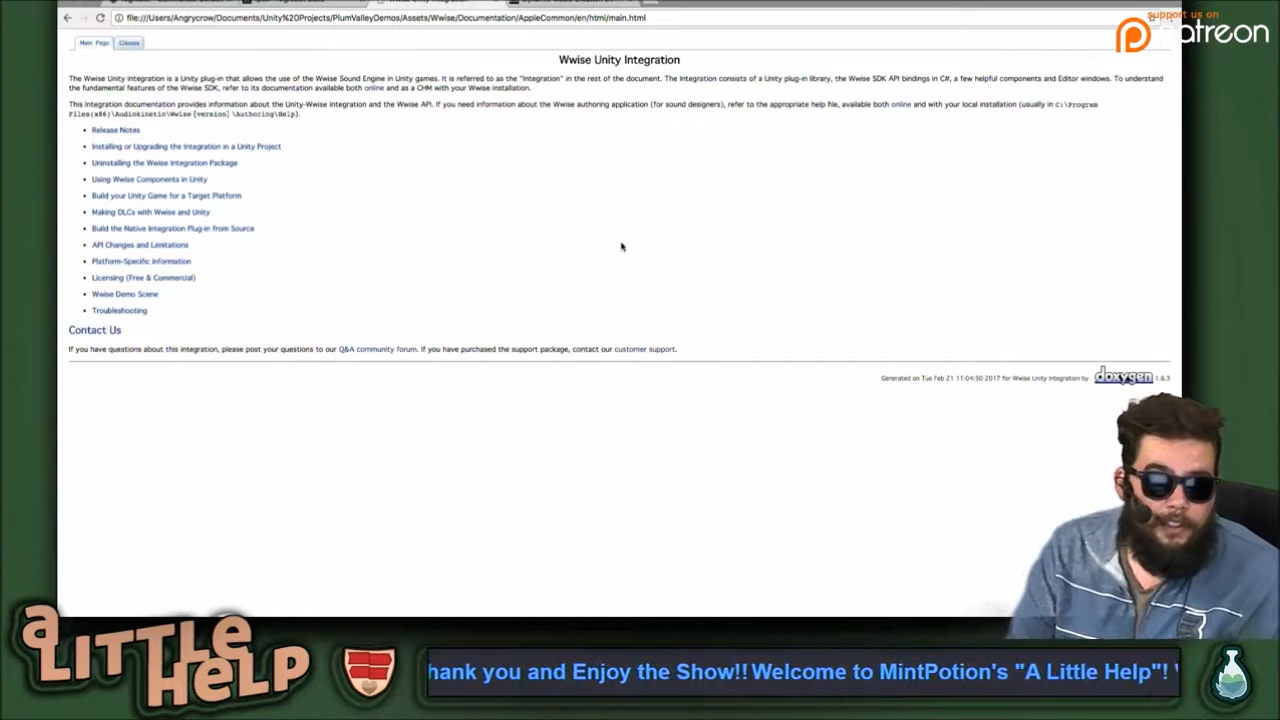 support us on
patreon
file:///Users/Angrycrow/Documents/Unity%20Projects/PlumValleyDemos/Assets/Wwise/Documentation/AppleCommon/en/html/main.html
Main Page
Classes
Wwise Unity Integration
The Wwise Unity Integration is a Unity plug-in that allows the use of the Wwise Sound Engine in Unity games. It is referred to as the "Integration" in the rest of the document. The Integration consists of a Unity plug-in library, the Wwise SDK API bindings in C#, a few helpful components and Editor windows. To understand
the fundamental features of the Wwise SDK, refer to its documentation available both online and as a CHM with your Wwise installation.
This Integration documentation provides information about the Unity-Wwise Integration and the Wwise API. If you need information about the Wwise authoring application (for sound designers), refer to the appropriate help file, available both online and with your local installation (usually in C:\Program
Files(x86)\Audiokinetic\Wwise [version] \Authoring\Help).
• Release Notes
• Installing or Upgrading the Integration in a Unity Project
• Uninstalling the Wwise Integration Package
• Using Wwise Components in Unity
• Build your Unity Game for a Target Platform
• Making DLCs with Wwise and Unity
• Build the Native Integration Plug-in from Source
• API Changes and Limitations
• Platform-Specific Information
• Licensing (Free & Commercial)
• Wwise Demo Scene
• Troubleshooting
Contact Us
If you have questions about this integration, please post your questions to our Q&A community forum. If you have purchased the support package, contact our customer support.
Generated on Tue Feb 21 11:04:50 2017 for Wwise Unity Integration by doxygen 1.6.3
a LITTLE HELP
hank you and Enjoy the Show!! Welcome to MintPotion's "A Little Help"!